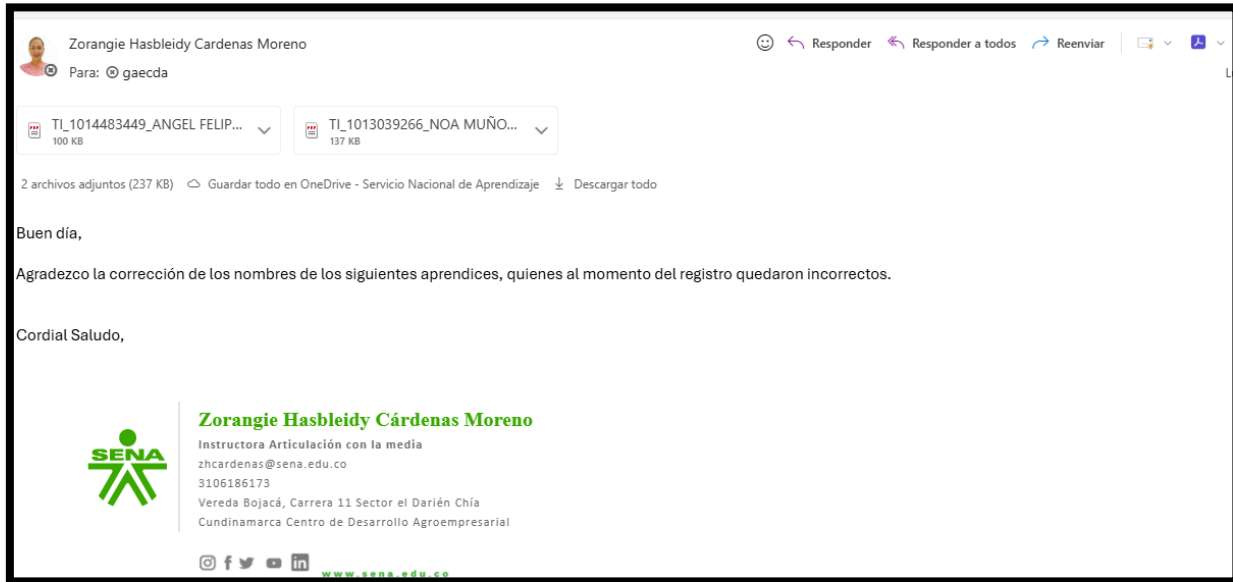 Zorangie Hasbleidy Cardenas Moreno
Responder Responder a todos Reenviar
Para: gaecda
TI_1014483449_ANGEL FELIP...
100 KB
TI_1013039266_NOA MUÑO...
137 KB
2 archivos adjuntos (237 KB) Guardar todo en OneDrive - Servicio Nacional de Aprendizaje Descargar todo
Buen día,
Agradezco la corrección de los nombres de los siguientes aprendices, quienes al momento del registro quedaron incorrectos.
Cordial Saludo,
SENA
Zorangie Hasbleidy Cárdenas Moreno
Instructora Articulación con la media
zhcardenas@sena.edu.co
3106186173
Vereda Bojacá, Carrera 11 Sector el Darién Chía
Cundinamarca Centro de Desarrollo Agroempresarial
www.sena.edu.co